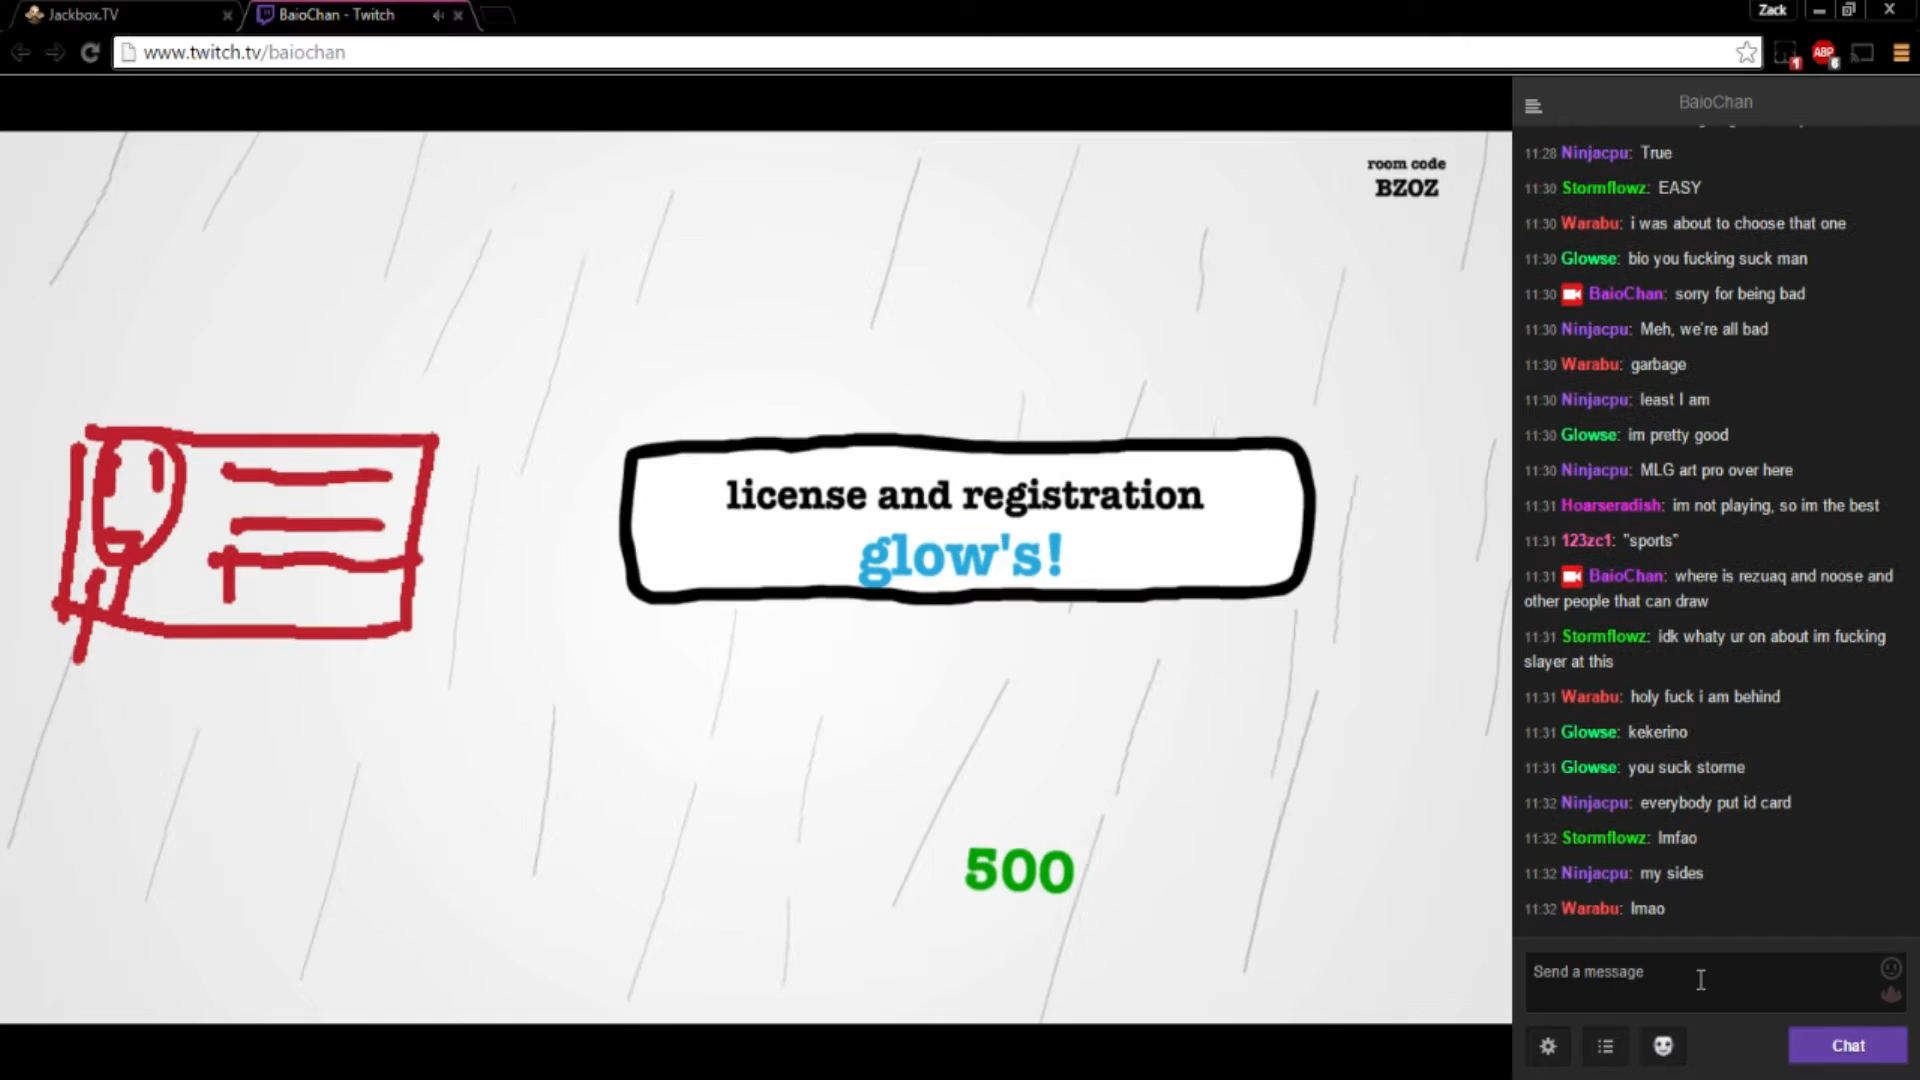 Jackbox.TV
BaioChan - Twitch
Zack
www.twitch.tv/baiochan
1
ABP
6
room code
BZOZ
license and registration
glow's!
500
BaioChan
11:28 Ninjacpu: True
11:30 Stormflowz: EASY
11:30 Warabu: i was about to choose that one
11:30 Glowse: bio you fucking suck man
11:30 BaioChan: sorry for being bad
11:30 Ninjacpu: Meh, we're all bad
11:30 Warabu: garbage
11:30 Ninjacpu: least I am
11:30 Glowse: im pretty good
11:30 Ninjacpu: MLG art pro over here
11:31 Hoarseradish: im not playing, so im the best
11:31 123zc1: "sports"
11:31 BaioChan: where is rezuaq and noose and
other people that can draw
11:31 Stormflowz: idk whaty ur on about im fucking
slayer at this
11:31 Warabu: holy fuck i am behind
11:31 Glowse: kekerino
11:31 Glowse: you suck storme
11:32 Ninjacpu: everybody put id card
11:32 Stormflowz: lmfao
11:32 Ninjacpu: my sides
11:32 Warabu: lmao
Send a message
Chat